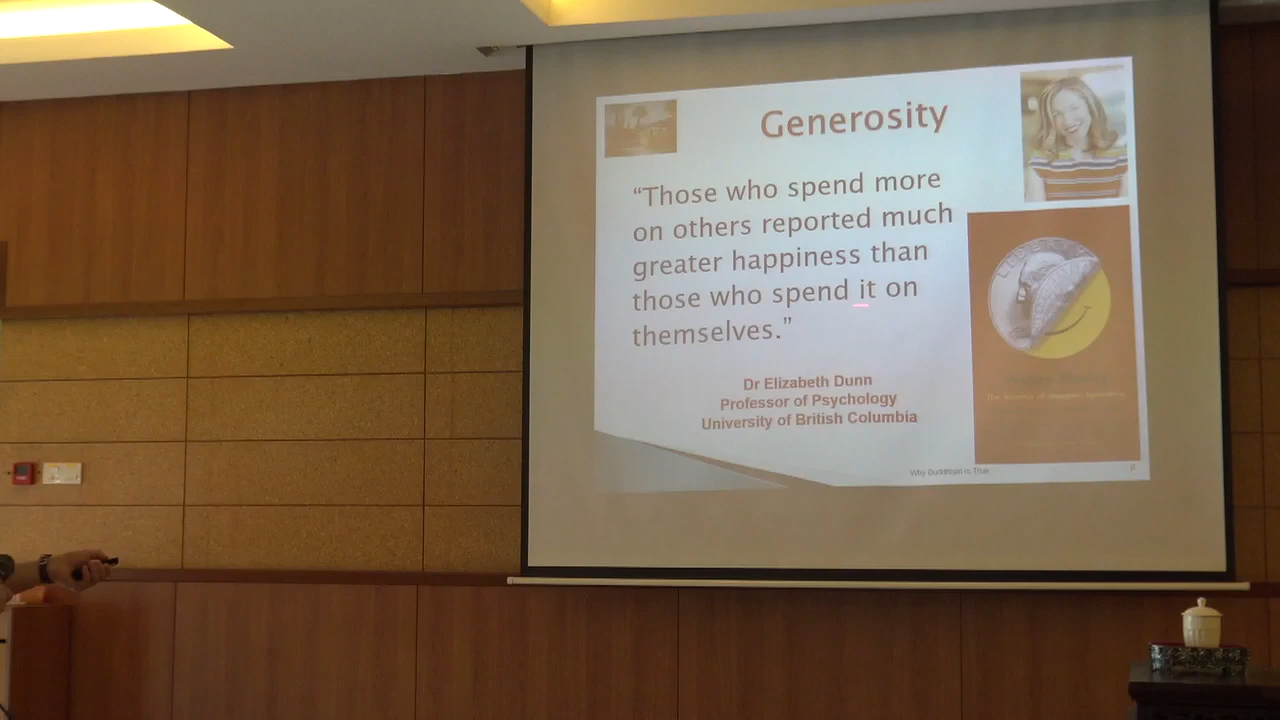 Generosity
“Those who spend more
on others reported much
greater happiness than
those who spend it on
themselves.”
Dr Elizabeth Dunn
Professor of Psychology
University of British Columbia
LIBERTY
Why Buddhism is True